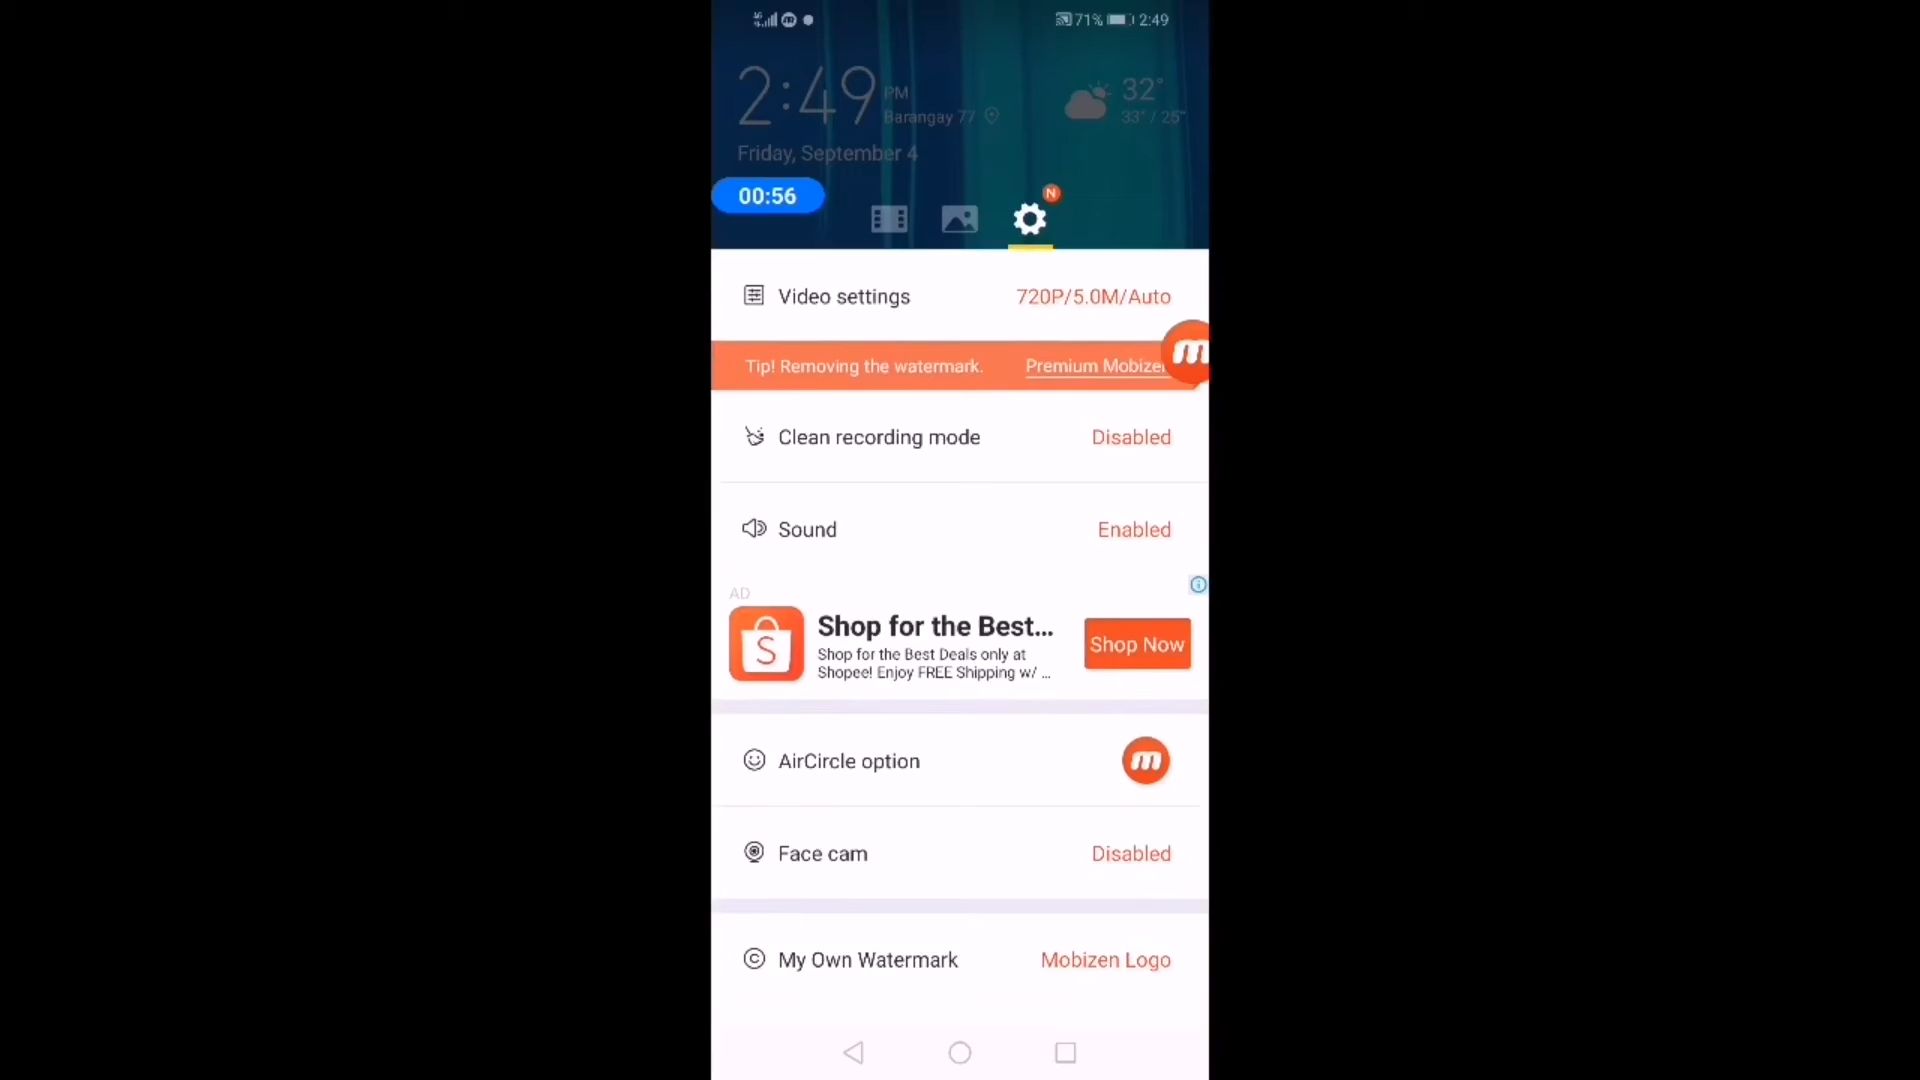 4G
71% 2:49
2:49 PM
32°
Barangay 77
33° / 25°
Friday, September 4
00:56
N
Video settings 720P/5.0M/Auto
Tip! Removing the watermark. Premium Mobizen
m
Clean recording mode Disabled
Sound Enabled
AD
Shop for the Best...
Shop for the Best Deals only at
Shopee! Enjoy FREE Shipping w/ ...
Shop Now
S
AirCircle option m
Face cam Disabled
My Own Watermark Mobizen Logo